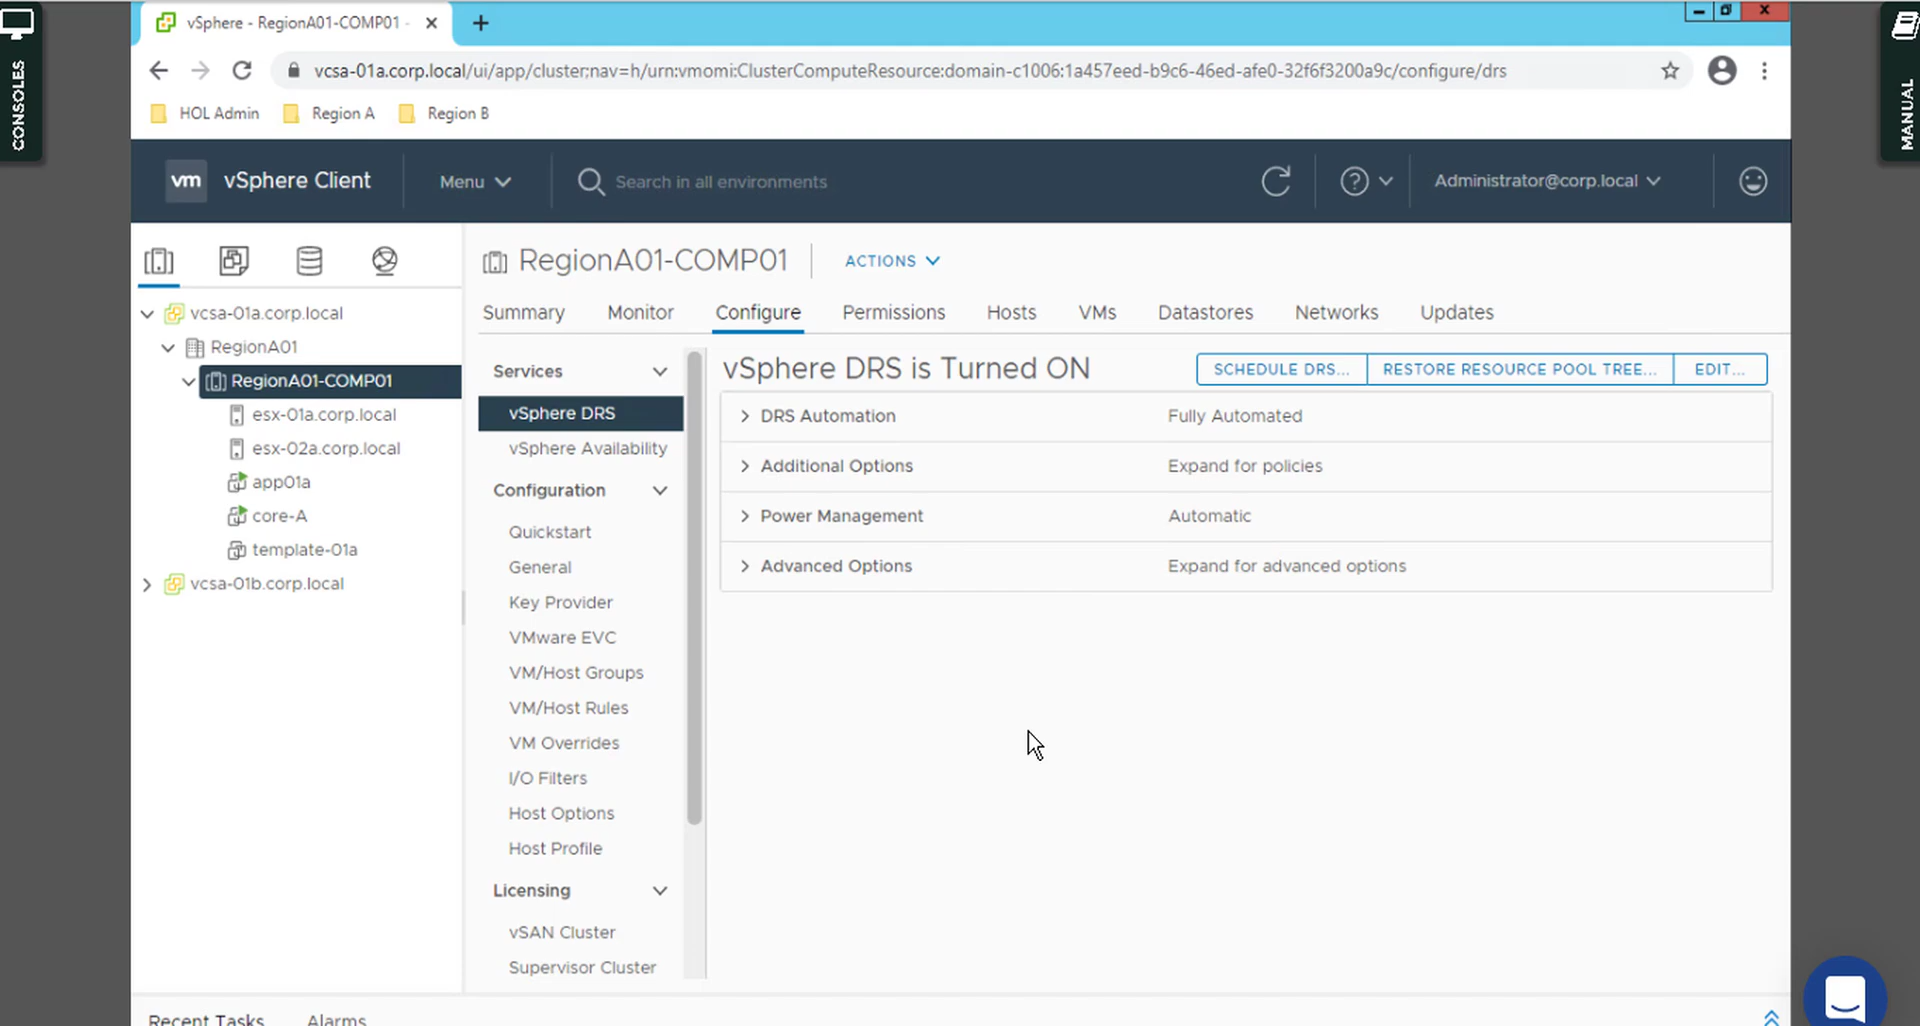 CONSOLES
MANUAL
vSphere - RegionA01-COMP01 -
vcsa-01a.corp.local/ui/app/cluster;nav=h/urn:vmomi:ClusterComputeResource:domain-c1006:1a457eed-b9c6-46ed-afe0-32f6f3200a9c/configure/drs
HOL Admin Region A Region B
vm vSphere Client Menu Search in all environments Administrator@corp.local
RegionA01-COMP01 ACTIONS
Summary Monitor Configure Permissions Hosts VMs Datastores Networks Updates
vcsa-01a.corp.local
RegionA01
RegionA01-COMP01
esx-01a.corp.local
esx-02a.corp.local
app01a
core-A
template-01a
vcsa-01b.corp.local
Services
vSphere DRS
vSphere Availability
Configuration
Quickstart
General
Key Provider
VMware EVC
VM/Host Groups
VM/Host Rules
VM Overrides
I/O Filters
Host Options
Host Profile
Licensing
vSAN Cluster
Supervisor Cluster
vSphere DRS is Turned ON SCHEDULE DRS... RESTORE RESOURCE POOL TREE... EDIT...
DRS Automation Fully Automated
Additional Options Expand for policies
Power Management Automatic
Advanced Options Expand for advanced options
Recent Tasks Alarms